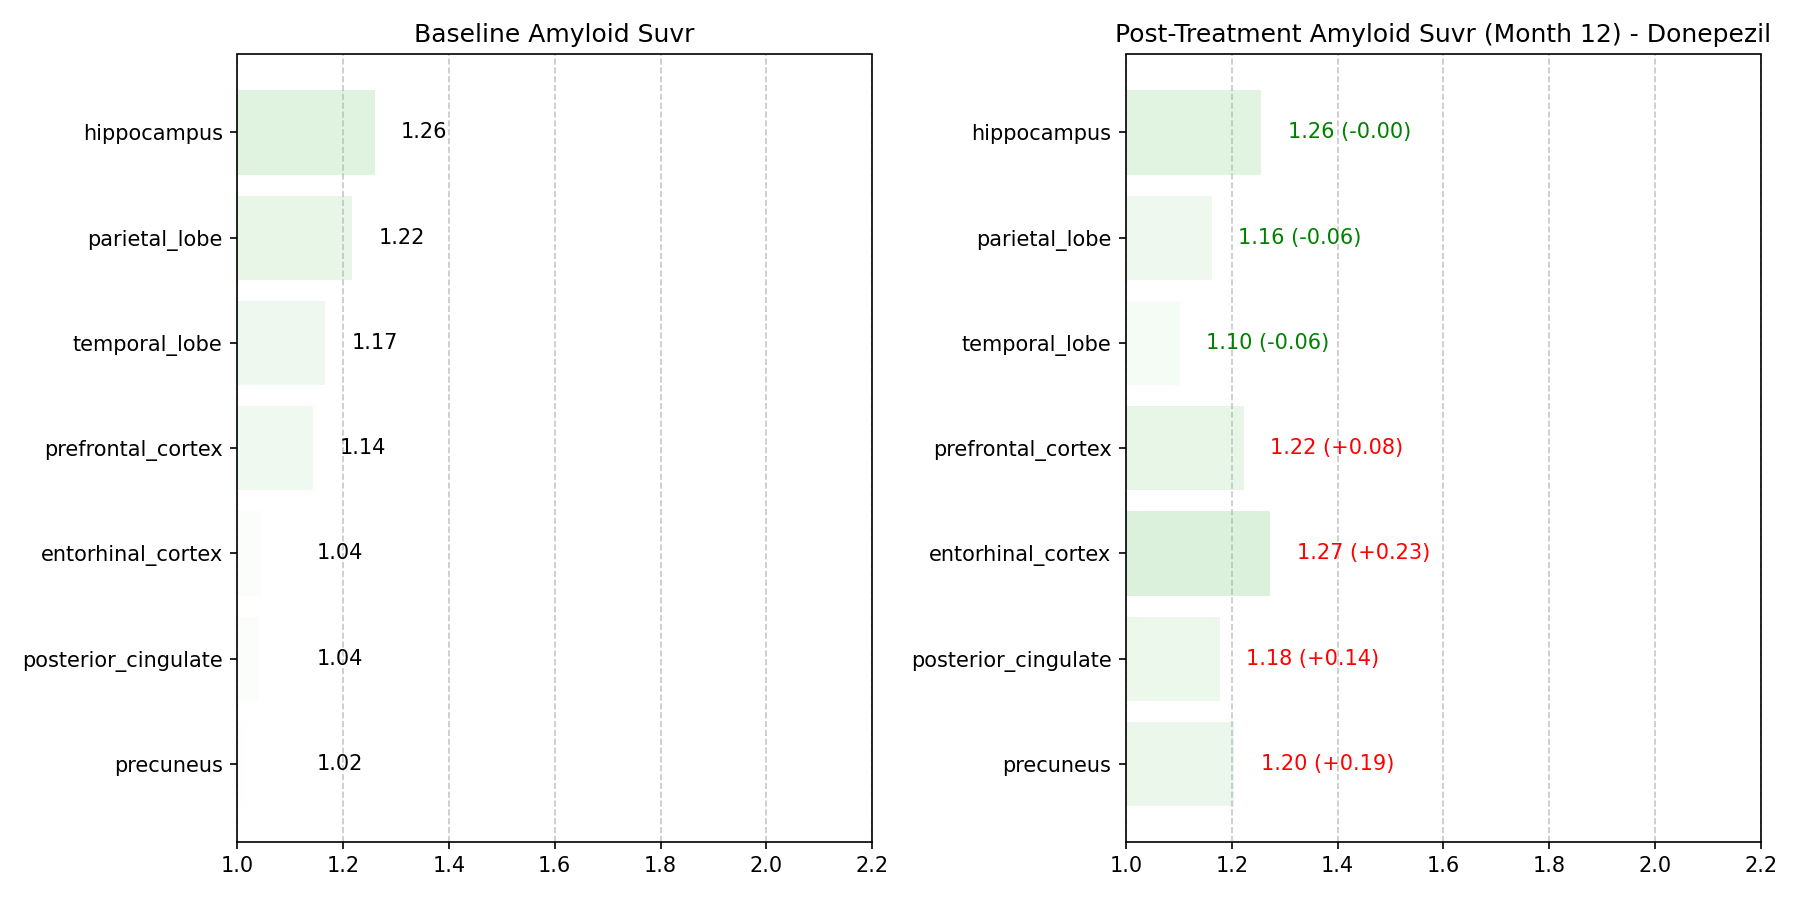 Baseline Amyloid Suvr
hippocampus
1.26
parietal_lobe
1.22
temporal_lobe
1.17
prefrontal_cortex
1.14
entorhinal_cortex
1.04
posterior_cingulate
1.04
precuneus
1.02
1.0 1.2 1.4 1.6 1.8 2.0 2.2
Post-Treatment Amyloid Suvr (Month 12) - Donepezil
hippocampus
1.26 (-0.00)
parietal_lobe
1.16 (-0.06)
temporal_lobe
1.10 (-0.06)
prefrontal_cortex
1.22 (+0.08)
entorhinal_cortex
1.27 (+0.23)
posterior_cingulate
1.18 (+0.14)
precuneus
1.20 (+0.19)
1.0 1.2 1.4 1.6 1.8 2.0 2.2